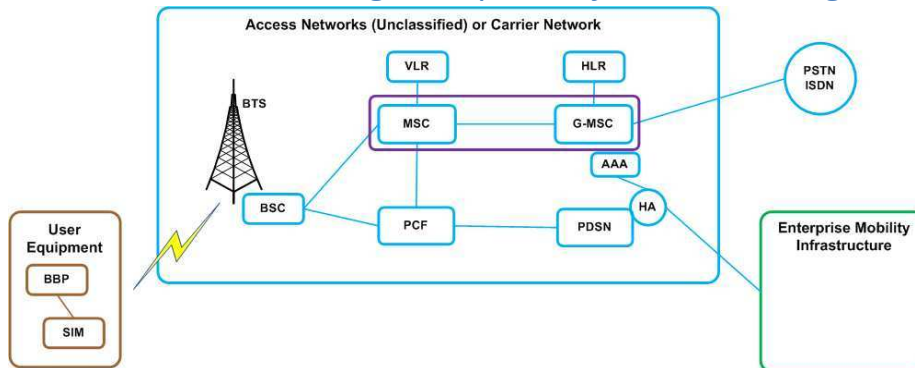 Access Networks (Unclassified) or Carrier Network
VLR
HLR
PSTN
ISDN
BTS
MSC
G-MSC
AAA
BSC
PCF
PDSN
HA
User
Equipment
BBP
SIM
Enterprise Mobility
Infrastructure